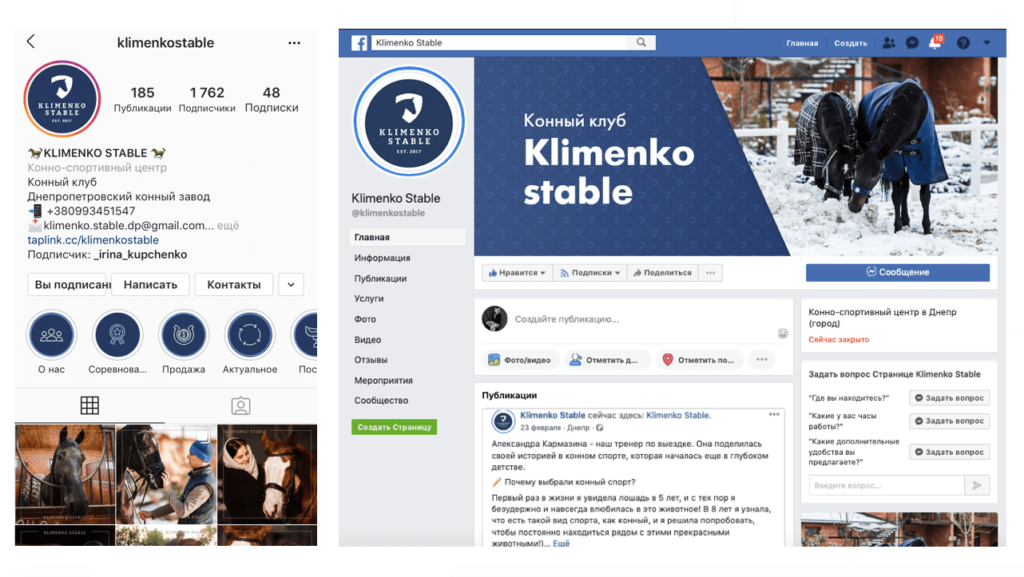 klimenkostable
KLIMENKO
STABLE
EST. 2017
185
Публикации
1 762
Подписчики
48
Подписки
KLIMENKO STABLE
Конно-спортивный центр
Конный клуб
Днепропетровский конный завод
+380993451547
klimenko.stable.dp@gmail.com... ещё
taplink.cc/klimenkostable
Подписчик: _irina_kupchenko
Вы подписан
Написать
Контакты
О нас
Соревнова...
Продажа
Актуальное
Пос
Klimenko Stable
Главная
Создать
10
KLIMENKO
STABLE
EST. 2017
Klimenko Stable
@klimenkostable
Главная
Информация
Публикации
Услуги
Фото
Видео
Отзывы
Мероприятия
Сообщество
Создать Страницу
Конный клуб
Klimenko
stable
Нравится
Подписки
Поделиться
Сообщение
Создайте публикацию...
Фото/видео
Отметить д...
Отметить по...
Публикации
Klimenko Stable сейчас здесь: Klimenko Stable.
23 февраля · Днепр ·
Александра Кармазина - наш тренер по выездке. Она поделилась
своей историей в конном спорте, которая началась еще в глубоком
детстве.
Почему выбрали конный спорт?
Первый раз в жизни я увидела лошадь в 5 лет, и с тех пор я
безудержно и навсегда влюбилась в это животное! В 8 лет я узнала,
что есть такой вид спорта, как конный, и я решила попробовать,
чтобы постоянно находиться рядом с этими прекрасными
животными!)... Ещё
Конно-спортивный центр в Днепр
(город)
Сейчас закрыто
Задать вопрос Странице Klimenko Stable
"Где вы находитесь?"
Задать вопрос
"Какие у вас часы
работы?"
Задать вопрос
"Какие дополнительные
удобства вы
предлагаете?"
Задать вопрос
Введите вопрос...